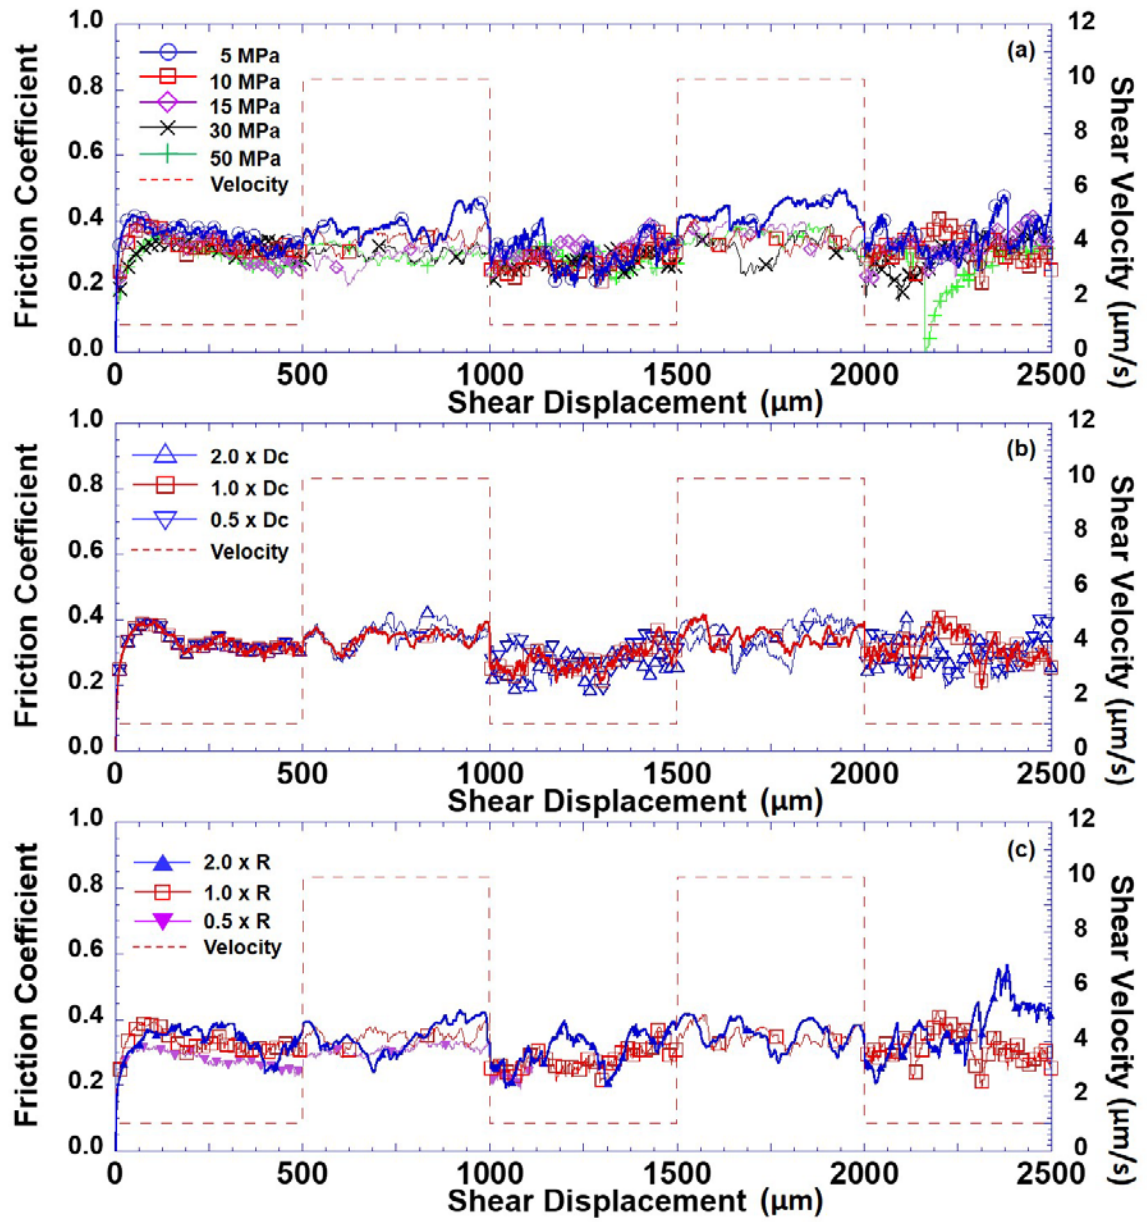 (a)
5 MPa
10 MPa
15 MPa
30 MPa
50 MPa
Velocity
Friction Coefficient
1.0
0.8
0.6
0.4
0.2
0.0
Shear Velocity (μm/s)
12
10
8
6
4
2
0
0 500 1000 1500 2000 2500
Shear Displacement (μm)
(b)
2.0 x Dc
1.0 x Dc
0.5 x Dc
Velocity
Friction Coefficient
1.0
0.8
0.6
0.4
0.2
0.0
Shear Velocity (μm/s)
12
10
8
6
4
2
0
0 500 1000 1500 2000 2500
Shear Displacement (μm)
(c)
2.0 x R
1.0 x R
0.5 x R
Velocity
Friction Coefficient
1.0
0.8
0.6
0.4
0.2
0.0
Shear Velocity (μm/s)
12
10
8
6
4
2
0
0 500 1000 1500 2000 2500
Shear Displacement (μm)